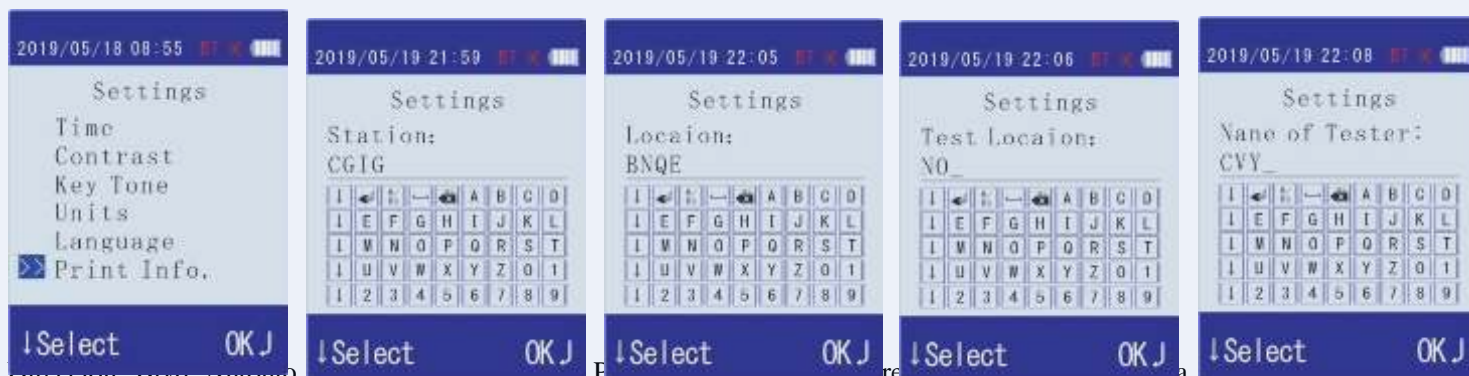 2019/05/18 08:55
Settings
Time
Contrast
Key Tone
Units
Language
>> Print Info.
↓Select OK↲
2019/05/19 21:59
Settings
Station:
CGIG
A B C D
E F G H I J K L
M N O P Q R S T
U V W X Y Z 0 1
2 3 4 5 6 7 8 9
↓Select OK↲
2019/05/19 22:05
Settings
Locaion:
BNQE
A B C D
E F G H I J K L
M N O P Q R S T
U V W X Y Z 0 1
2 3 4 5 6 7 8 9
↓Select OK↲
2019/05/19 22:06
Settings
Test Locaion:
NO_
A B C D
E F G H I J K L
M N O P Q R S T
U V W X Y Z 0 1
2 3 4 5 6 7 8 9
↓Select OK↲
2019/05/19 22:08
Settings
Nane of Tester:
CVY_
A B C D
E F G H I J K L
M N O P Q R S T
U V W X Y Z 0 1
2 3 4 5 6 7 8 9
↓Select OK↲